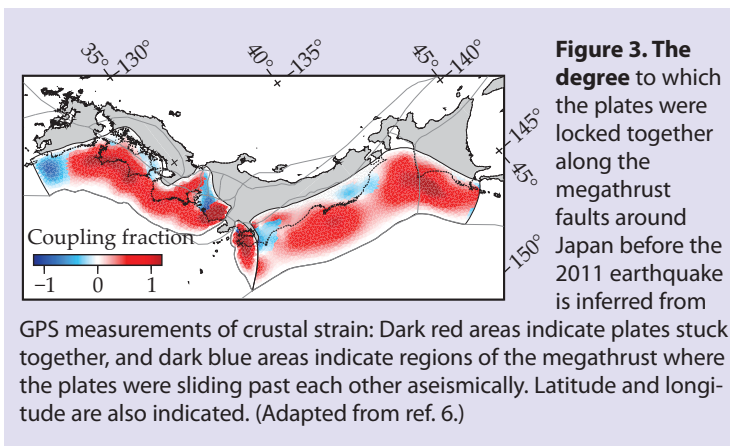 35°
−130°
40°
−135°
45°
−140°
−145°
45°
−150°
Coupling fraction
−1 0 1
Figure 3. The
degree to which
the plates were
locked together
along the
megathrust
faults around
Japan before the
2011 earthquake
is inferred from
GPS measurements of crustal strain: Dark red areas indicate plates stuck
together, and dark blue areas indicate regions of the megathrust where
the plates were sliding past each other aseismically. Latitude and longi-
tude are also indicated. (Adapted from ref. 6.)